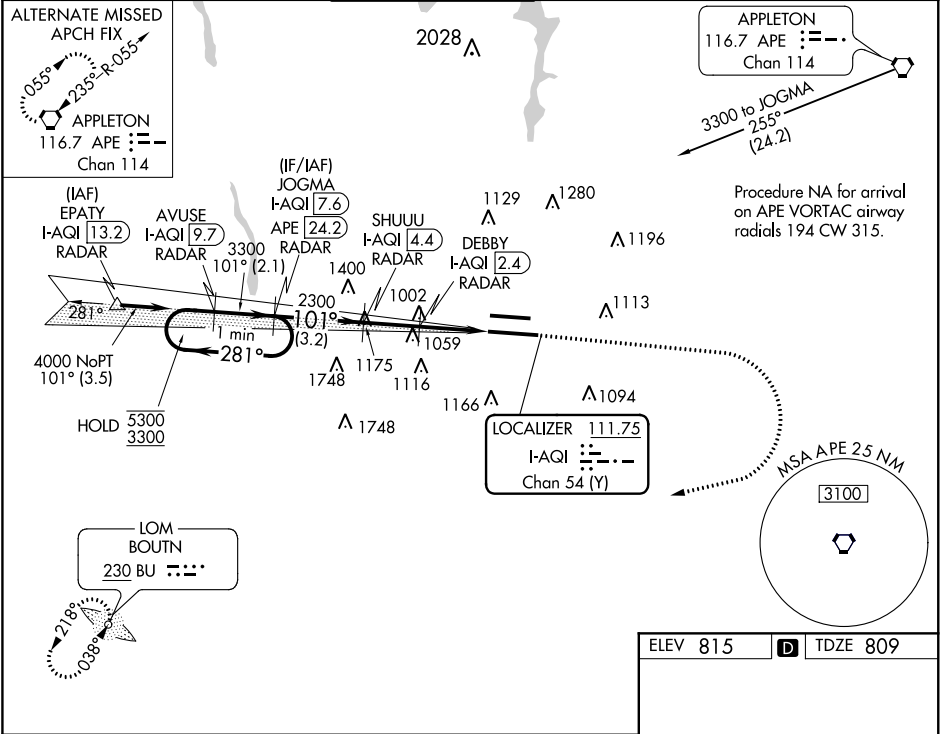 ALTERNATE MISSED
APCH FIX
055°
235°
R-055
APPLETON
116.7 APE
Chan 114
2028
APPLETON
116.7 APE
Chan 114
3300 to JOGMA
255°
(24.2)
Procedure NA for arrival
on APE VORTAC airway
radials 194 CW 315.
(IAF)
EPATY
I-AQI 13.2
RADAR
AVUSE
I-AQI 9.7
RADAR
3300
101° (2.1)
(IF/IAF)
JOGMA
I-AQI 7.6
APE 24.2
RADAR
SHUUU
I-AQI 4.4
RADAR
DEBBY
I-AQI 2.4
RADAR
1129
1280
1196
1113
1400
1002
1059
1175
1116
1748
1748
1166
1094
281°
4000 NoPT
101° (3.5)
1 min
281°
2300
101°
(3.2)
HOLD 5300
3300
LOCALIZER 111.75
I-AQI
Chan 54 (Y)
MSA APE 25 NM
3100
LOM
BOUTN
230 BU
218°
038°
ELEV 815 D TDZE 809